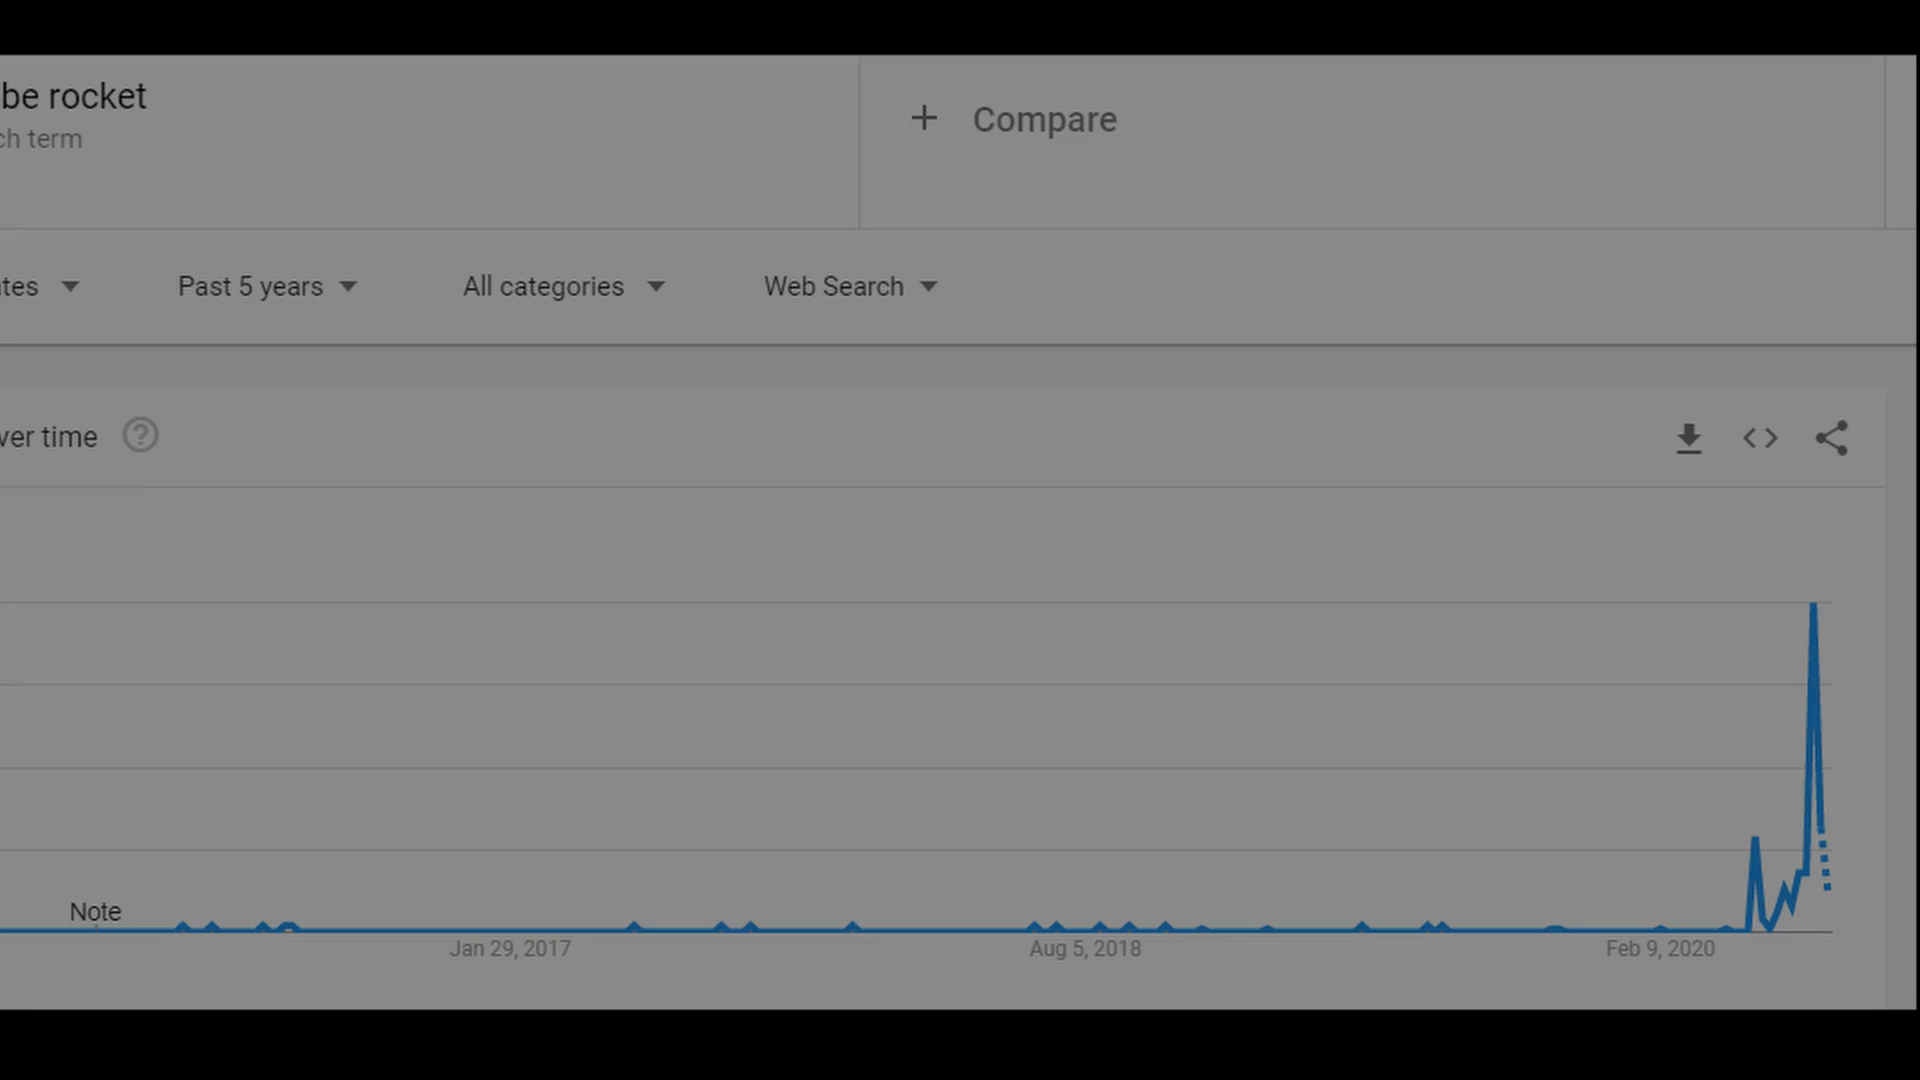 be rocket
ch term
+ Compare
tes
Past 5 years
All categories
Web Search
ver time
Note
Jan 29, 2017
Aug 5, 2018
Feb 9, 2020